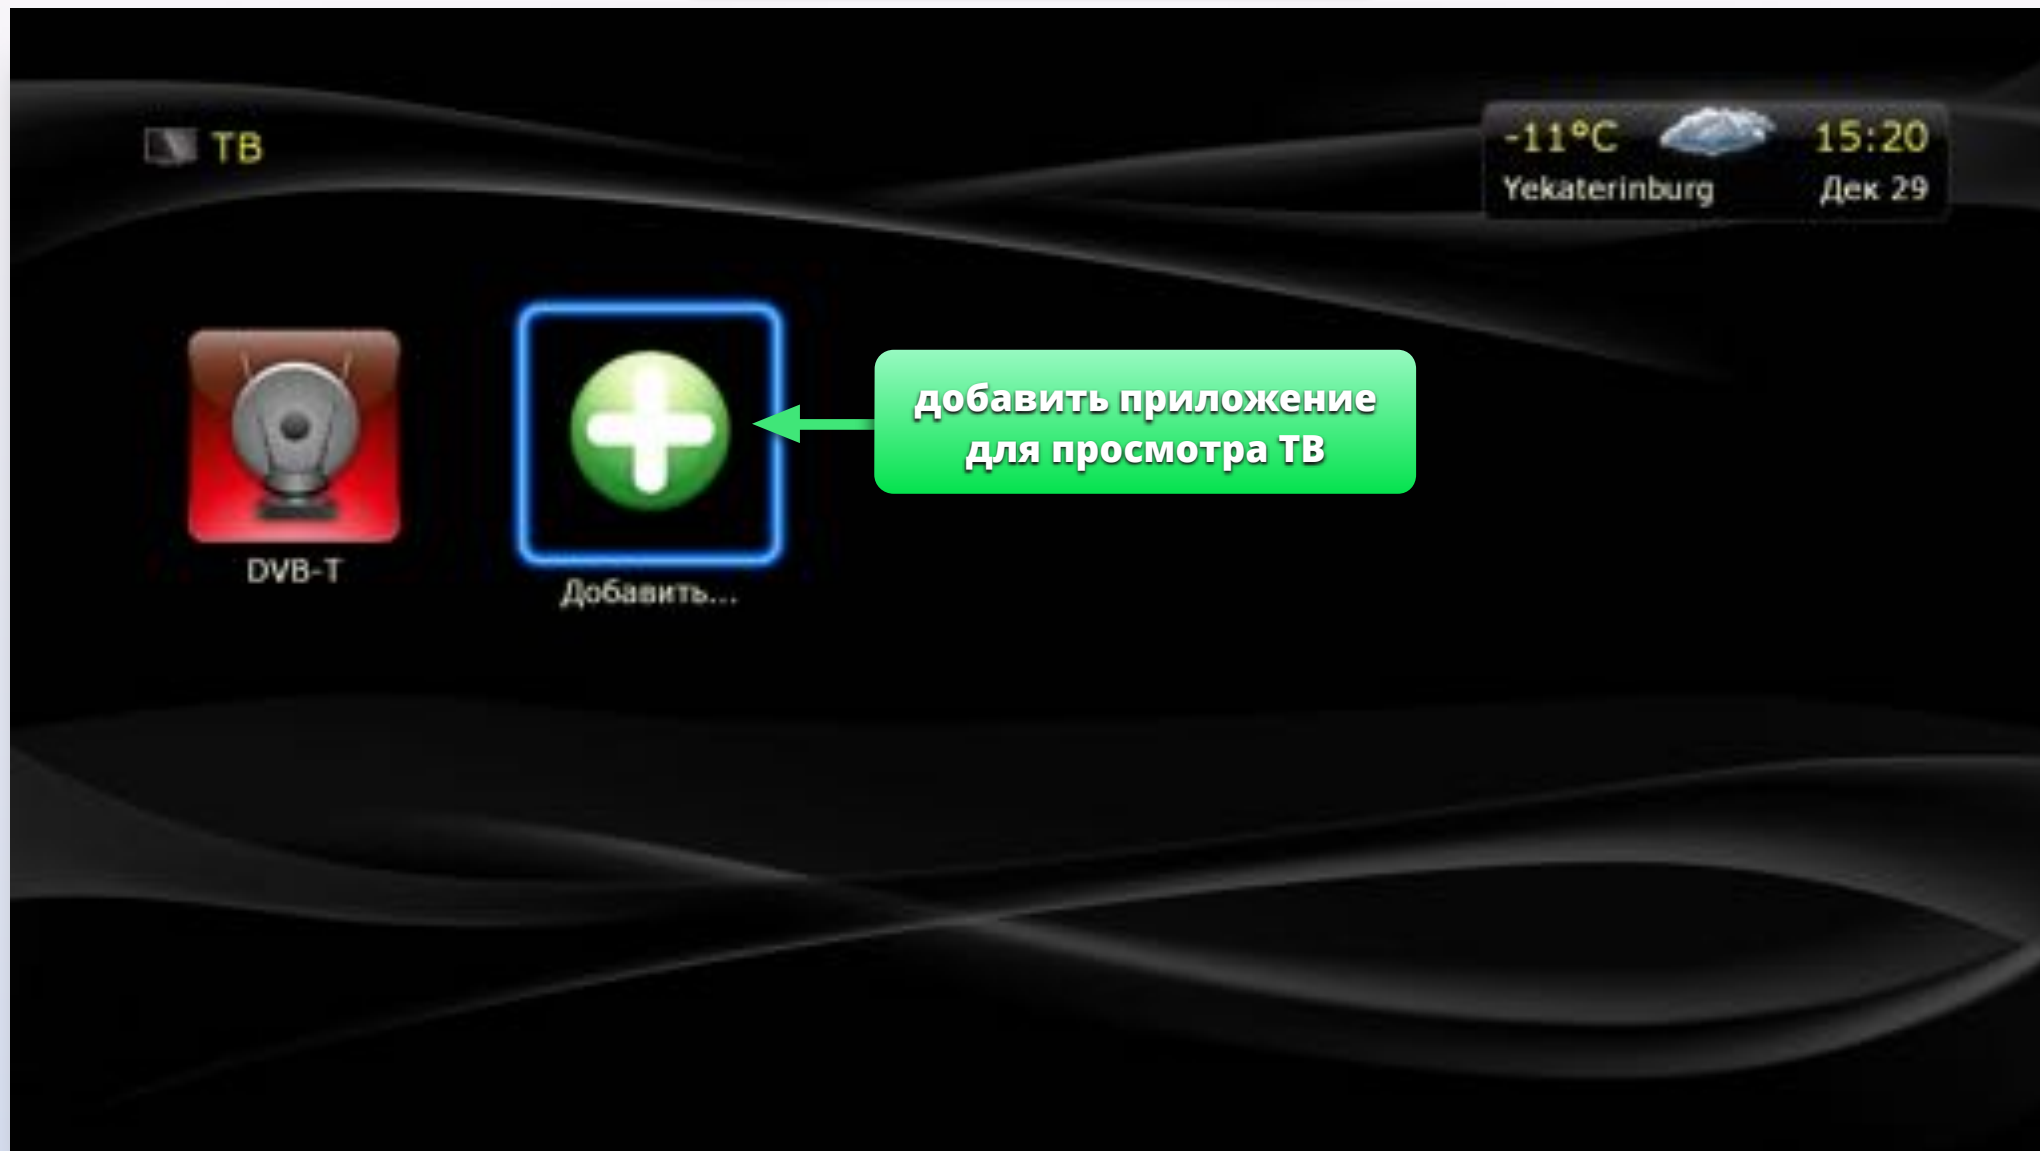 ТВ
-11°C 15:20
Yekaterinburg Дек 29
добавить приложение
для просмотра ТВ
DVB-T
Добавить...